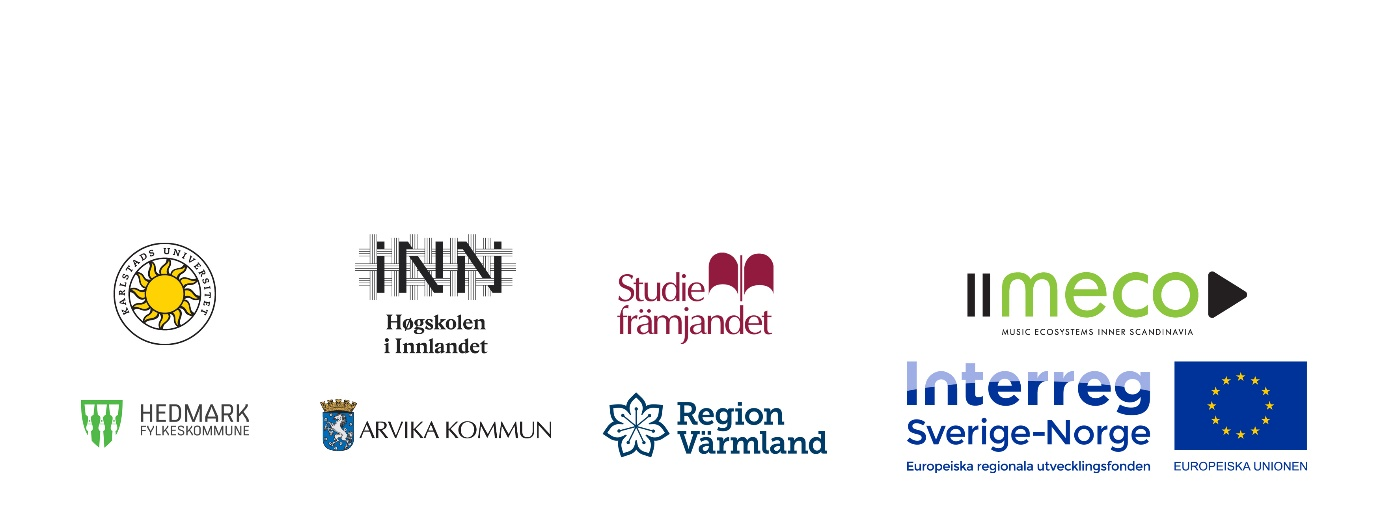 KARLSTADS UNIVERSITET
INN
Høgskolen
i Innlandet
Studie
främjandet
meco
MUSIC ECOSYSTEMS INNER SCANDINAVIA
HEDMARK
FYLKESKOMMUNE
ARVIKA KOMMUN
Region
Värmland
Interreg
Sverige-Norge
Europeiska regionala utvecklingsfonden
EUROPEISKA UNIONEN